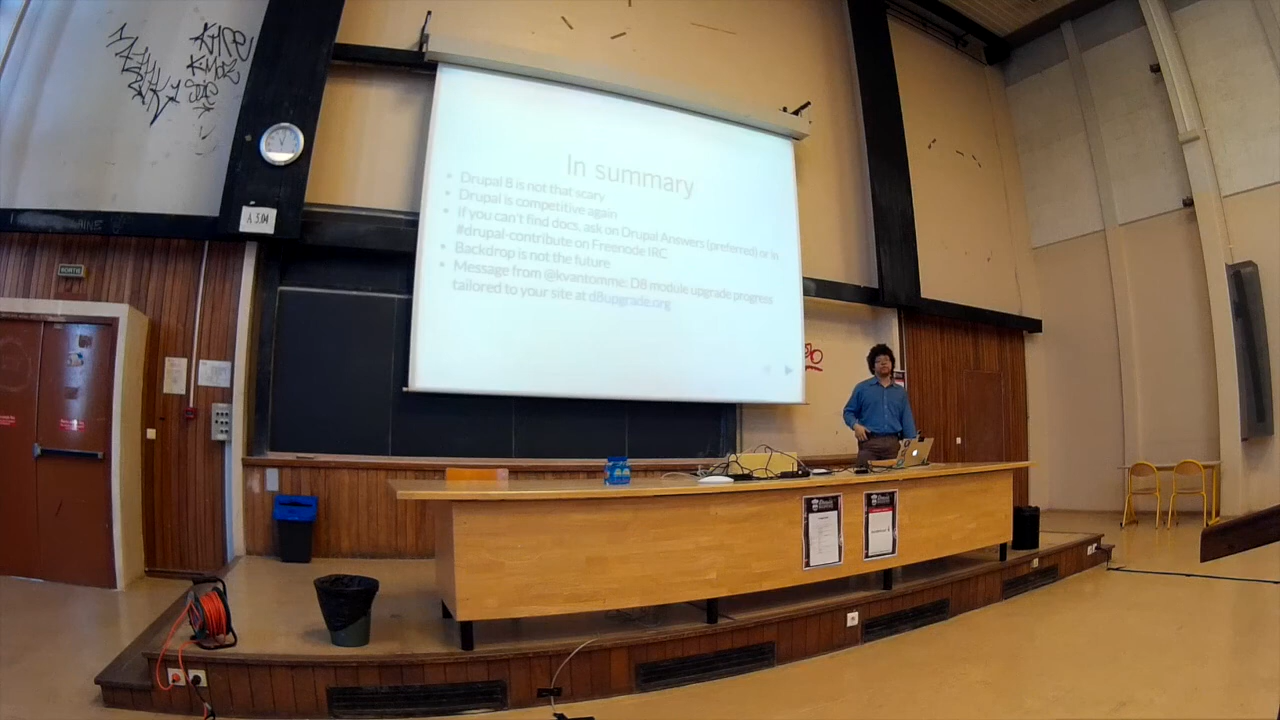 In summary
Drupal 8 is not that scary
Drupal is competitive again
If you can't find docs, ask on Drupal Answers (preferred) or in
#drupal-contribute on Freenode IRC
Backdrop is not the future
Message from @kvantomme: D8 module upgrade progress
tailored to your site at d8upgrade.org
A 5.04
SORTIE